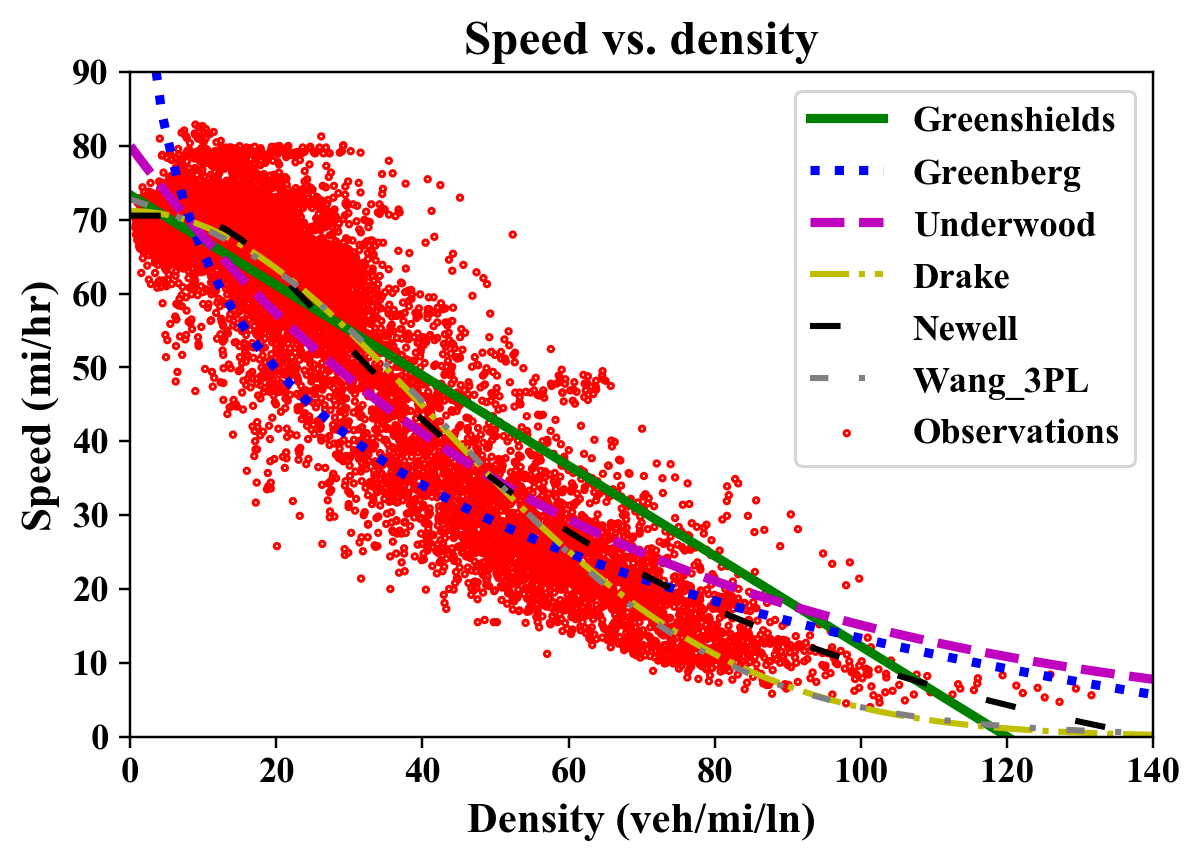 Speed vs. density
90
80
70
60
50
40
30
20
10
0
Speed (mi/hr)
Greenshields
Greenberg
Underwood
Drake
Newell
Wang_3PL
Observations
0 20 40 60 80 100 120 140
Density (veh/mi/ln)